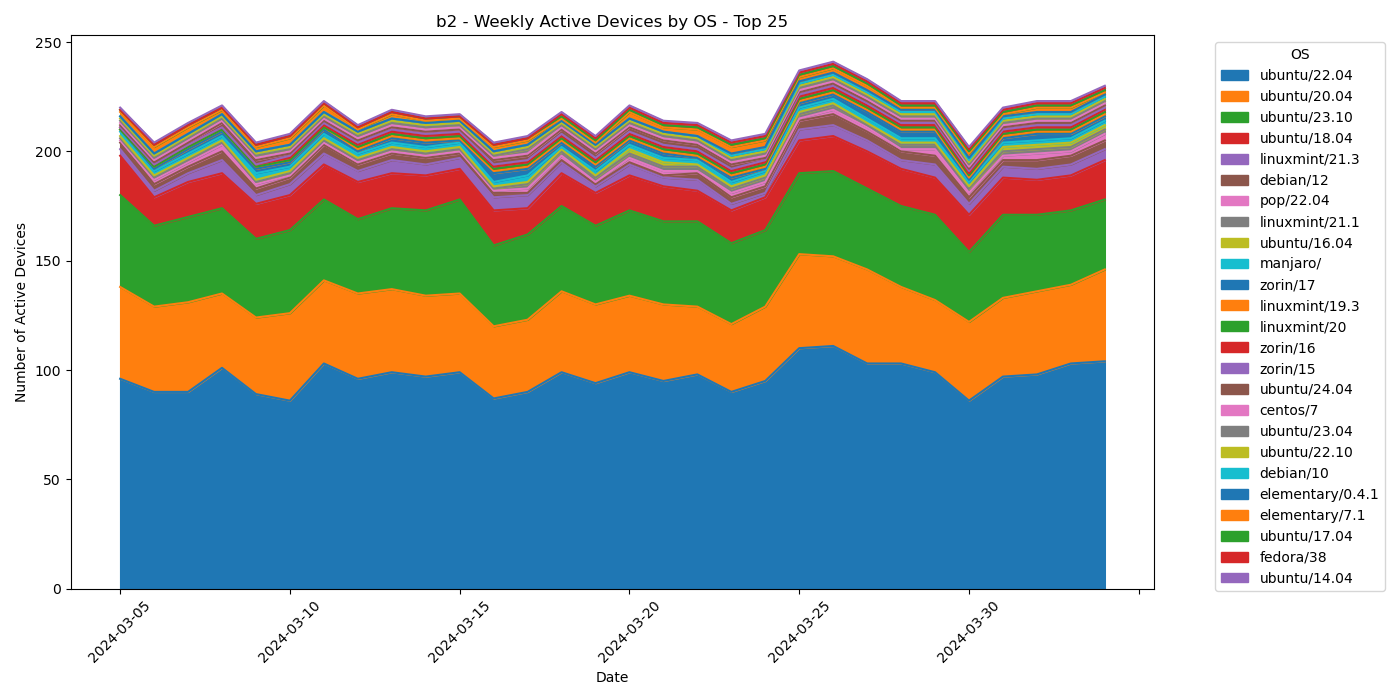 b2 - Weekly Active Devices by OS - Top 25
Number of Active Devices
250
200
150
100
50
0
2024-03-05
2024-03-10
2024-03-15
2024-03-20
2024-03-25
2024-03-30
Date
OS
ubuntu/22.04
ubuntu/20.04
ubuntu/23.10
ubuntu/18.04
linuxmint/21.3
debian/12
pop/22.04
linuxmint/21.1
ubuntu/16.04
manjaro/
zorin/17
linuxmint/19.3
linuxmint/20
zorin/16
zorin/15
ubuntu/24.04
centos/7
ubuntu/23.04
ubuntu/22.10
debian/10
elementary/0.4.1
elementary/7.1
ubuntu/17.04
fedora/38
ubuntu/14.04